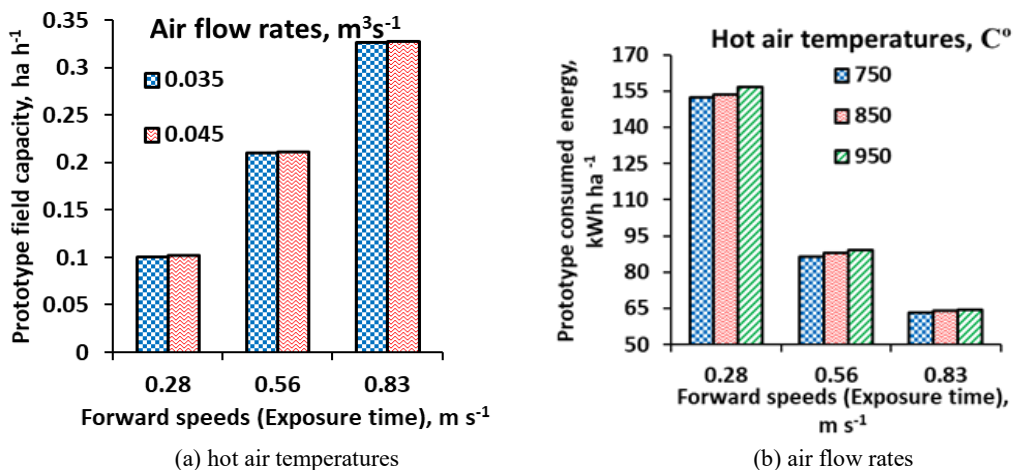 Air flow rates, m³s⁻¹
0.035
0.045
Prototype field capacity, ha h⁻¹
0.35
0.3
0.25
0.2
0.15
0.1
0.05
0
0.28 0.56 0.83
Forward speeds (Exposure time), m s⁻¹
(a) hot air temperatures
Hot air temperatures, Cº
750
850
950
Prototype consumed energy,
kWh ha⁻¹
170
155
140
125
110
95
80
65
50
0.28 0.56 0.83
Forward speeds (Exposure time),
m s⁻¹
(b) air flow rates